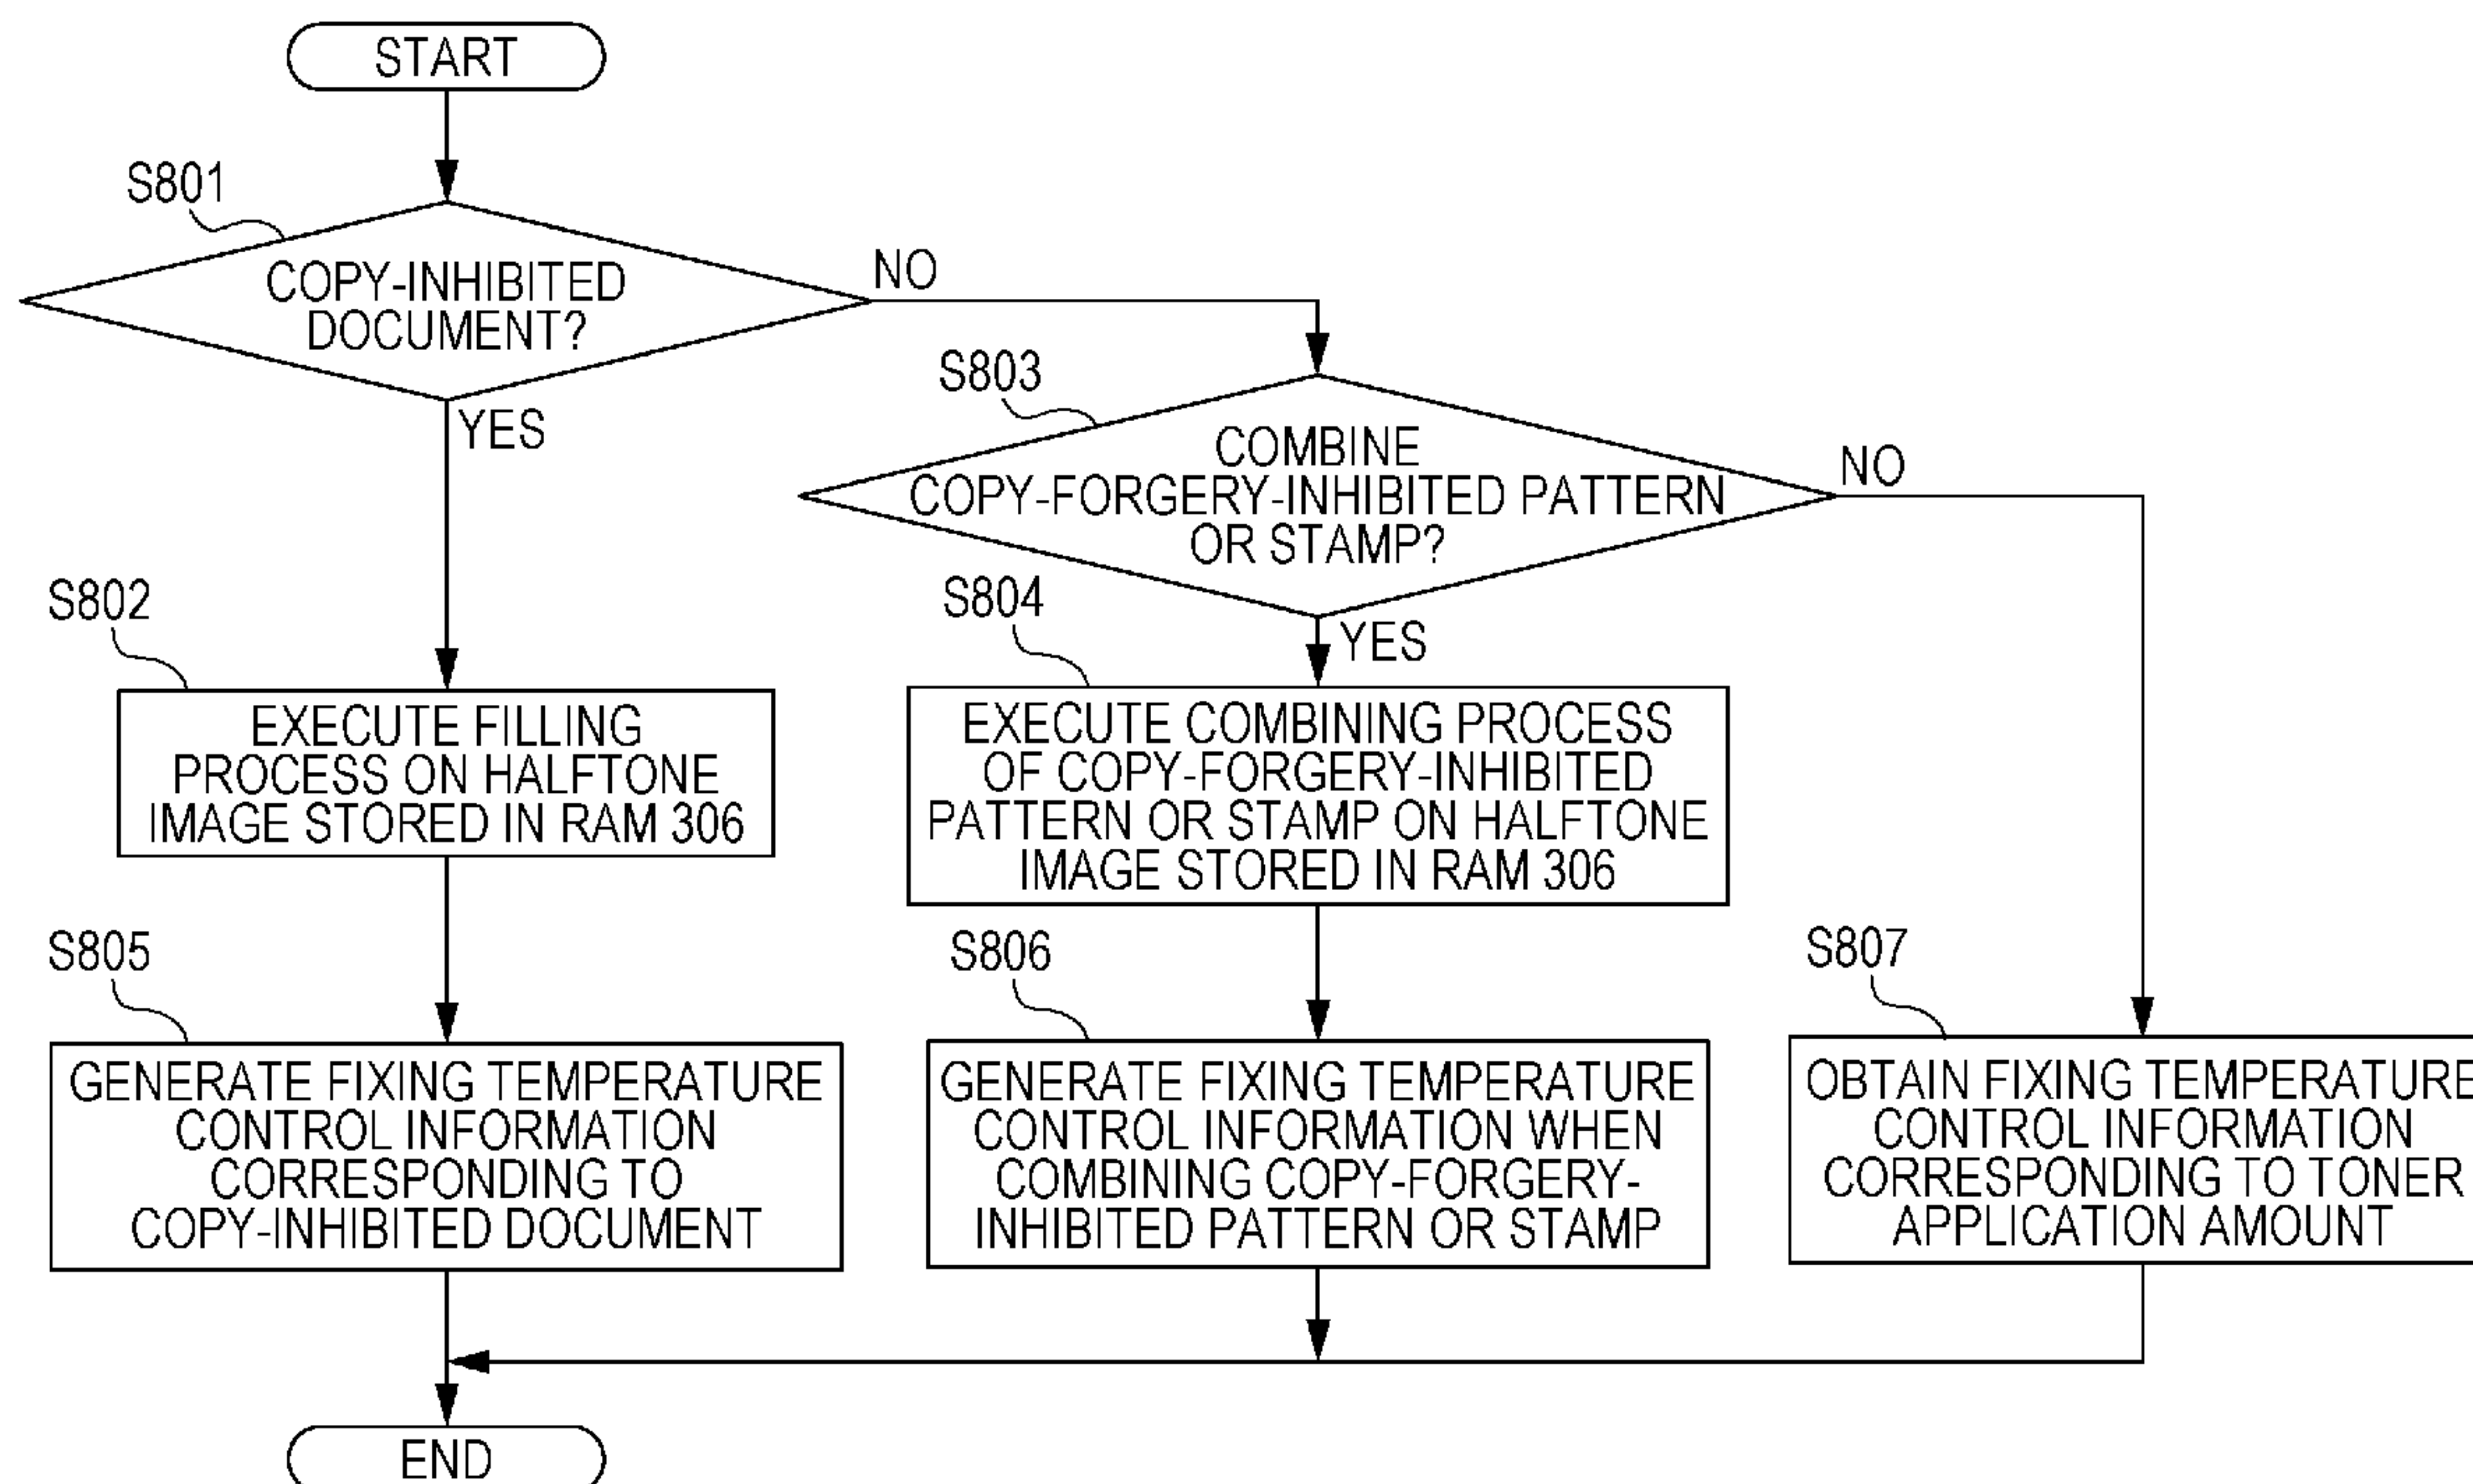 START
S801
COPY-INHIBITED
DOCUMENT?
NO
YES
S803
COMBINE
COPY-FORGERY-INHIBITED PATTERN
OR STAMP?
NO
YES
S802
EXECUTE FILLING
PROCESS ON HALFTONE
IMAGE STORED IN RAM 306
S804
EXECUTE COMBINING PROCESS
OF COPY-FORGERY-INHIBITED
PATTERN OR STAMP ON HALFTONE
IMAGE STORED IN RAM 306
S805
GENERATE FIXING TEMPERATURE
CONTROL INFORMATION
CORRESPONDING TO
COPY-INHIBITED DOCUMENT
S806
GENERATE FIXING TEMPERATURE
CONTROL INFORMATION WHEN
COMBINING COPY-FORGERY-
INHIBITED PATTERN OR STAMP
S807
OBTAIN FIXING TEMPERATURE
CONTROL INFORMATION
CORRESPONDING TO TONER
APPLICATION AMOUNT
END